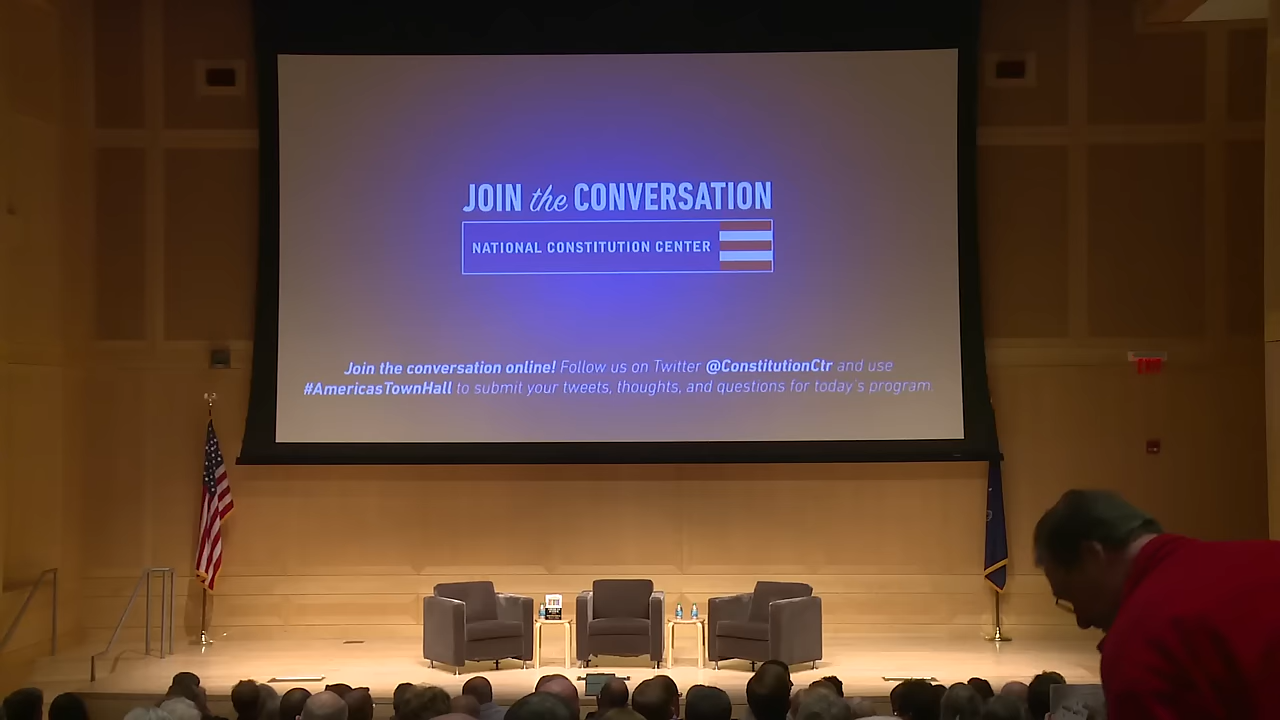 JOIN the CONVERSATION
NATIONAL CONSTITUTION CENTER
Join the conversation online! Follow us on Twitter @ConstitutionCtr and use
#AmericasTownHall to submit your tweets, thoughts, and questions for today's program.
EXIT